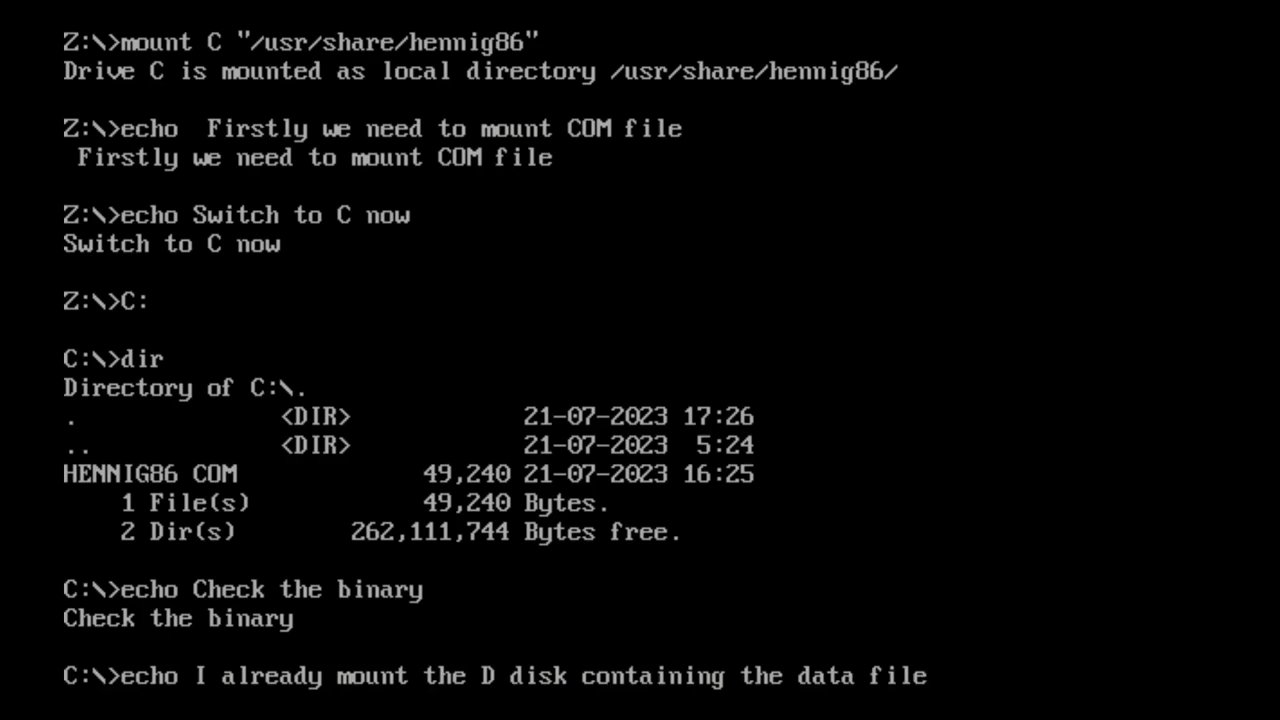 Z:\>mount C "/usr/share/hennig86"
Drive C is mounted as local directory /usr/share/hennig86/
Z:\>echo  Firstly we need to mount COM file
 Firstly we need to mount COM file
Z:\>echo Switch to C now
Switch to C now
Z:\>C:
C:\>dir
Directory of C:\.
.              <DIR>            21-07-2023 17:26
..             <DIR>            21-07-2023  5:24
HENNIG86 COM             49,240 21-07-2023 16:25
    1 File(s)            49,240 Bytes.
    2 Dir(s)        262,111,744 Bytes free.
C:\>echo Check the binary
Check the binary
C:\>echo I already mount the D disk containing the data file